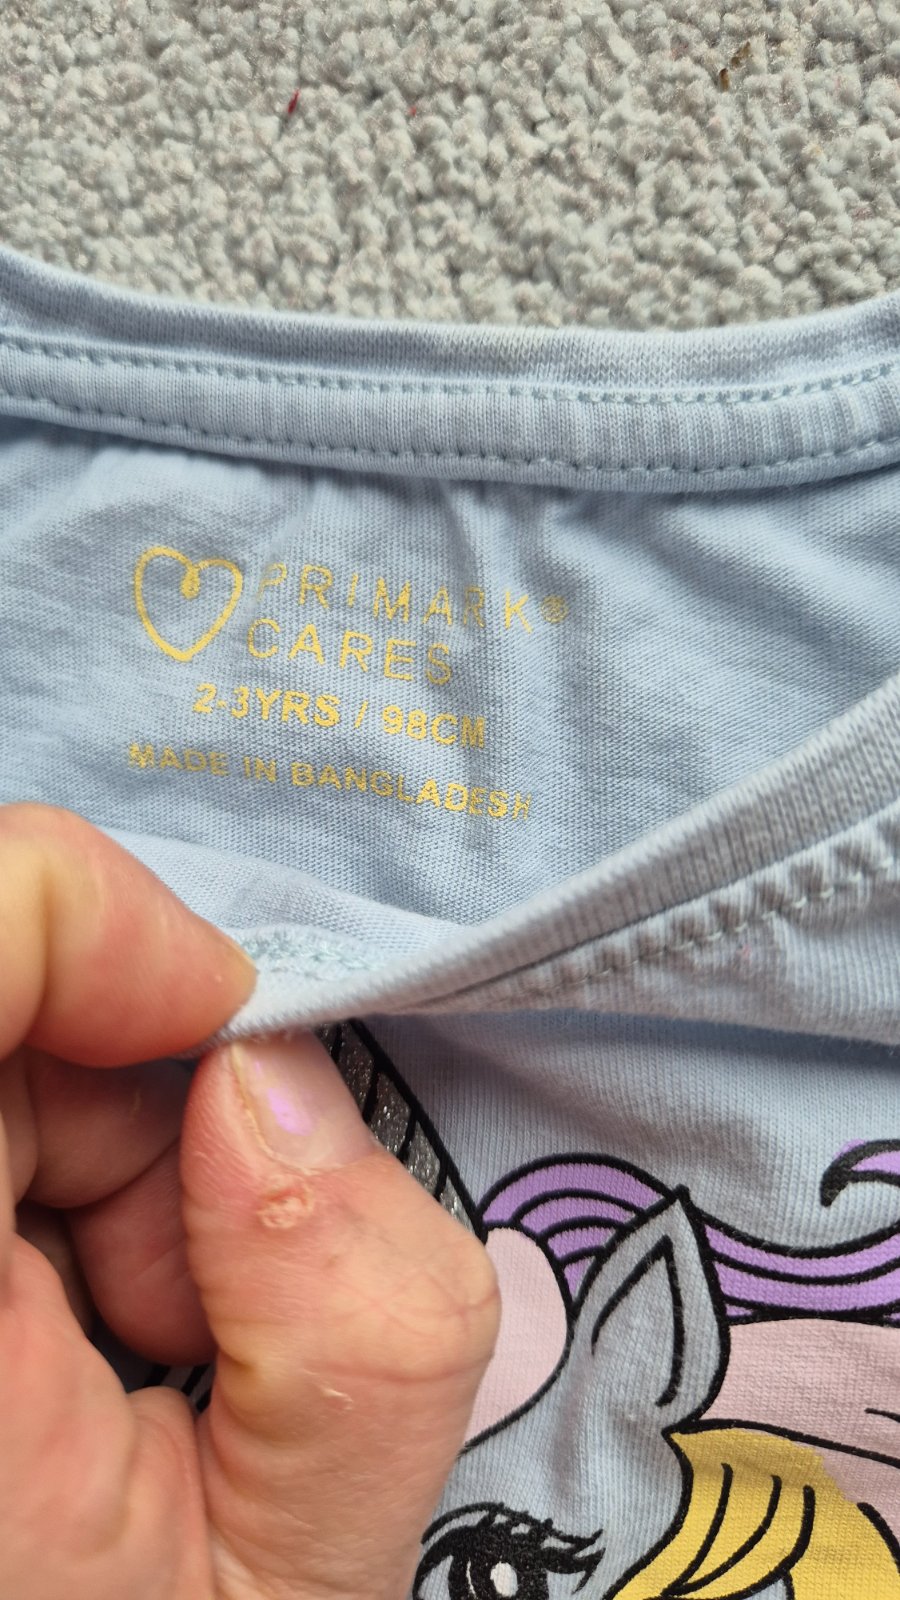 PRIMARK®
CARES
2-3YRS / 98CM
MADE IN BANGLADESH